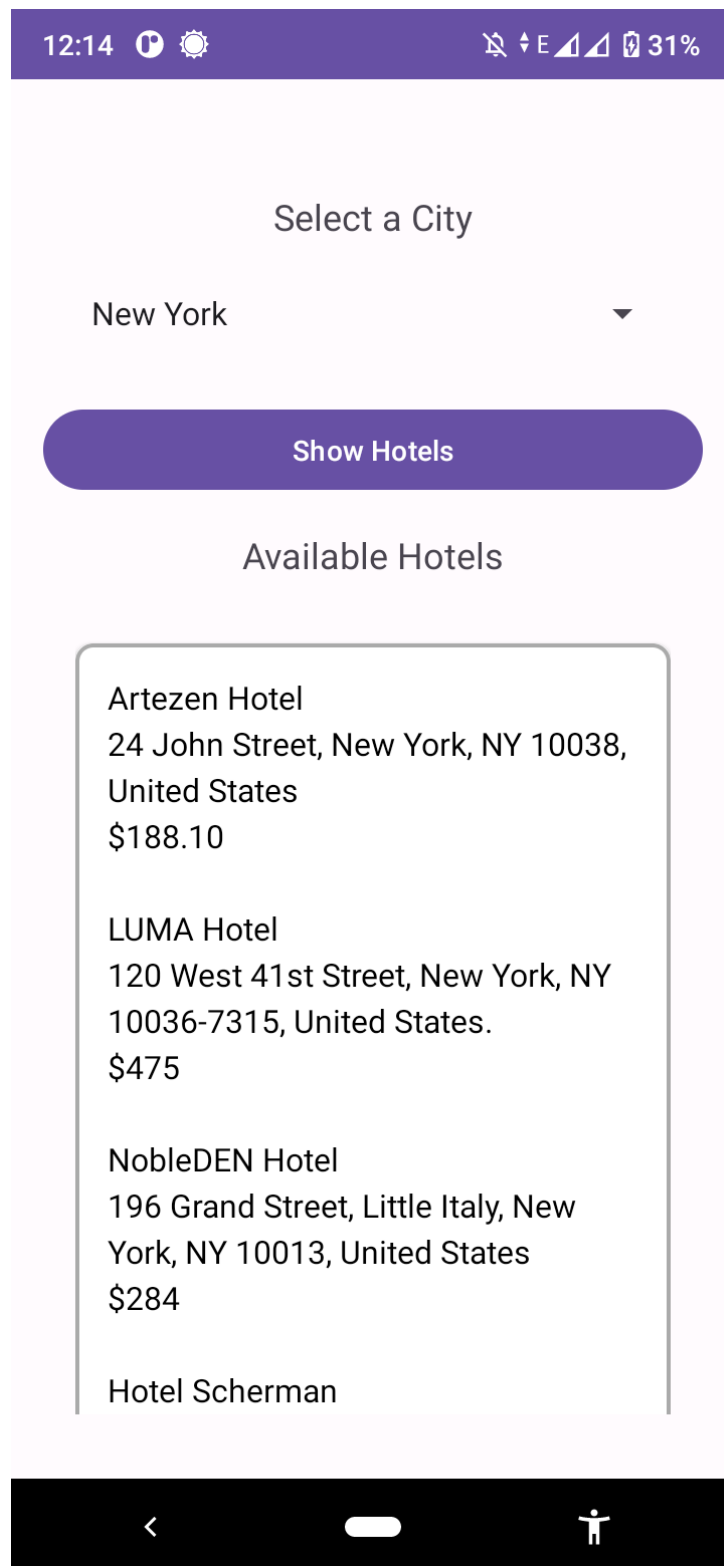 12:14 E 31%
Select a City
New York
Show Hotels
Available Hotels
Artezen Hotel
24 John Street, New York, NY 10038,
United States
$188.10
LUMA Hotel
120 West 41st Street, New York, NY
10036-7315, United States.
$475
NobleDEN Hotel
196 Grand Street, Little Italy, New
York, NY 10013, United States
$284
Hotel Scherman